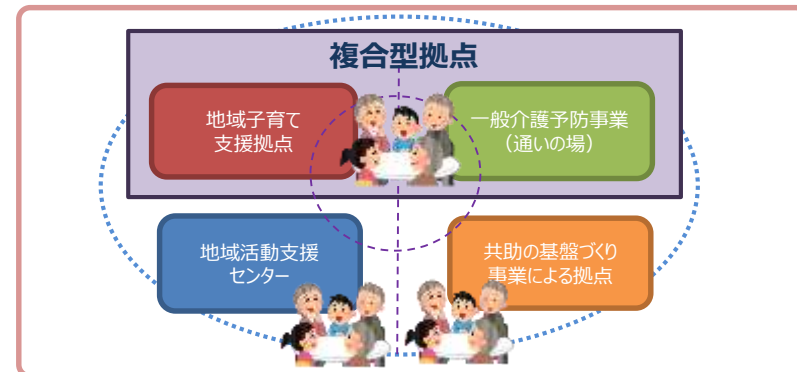 複合型拠点
地域子育て
支援拠点
一般介護予防事業
（通いの場）
地域活動支援
センター
共助の基盤づくり
事業による拠点